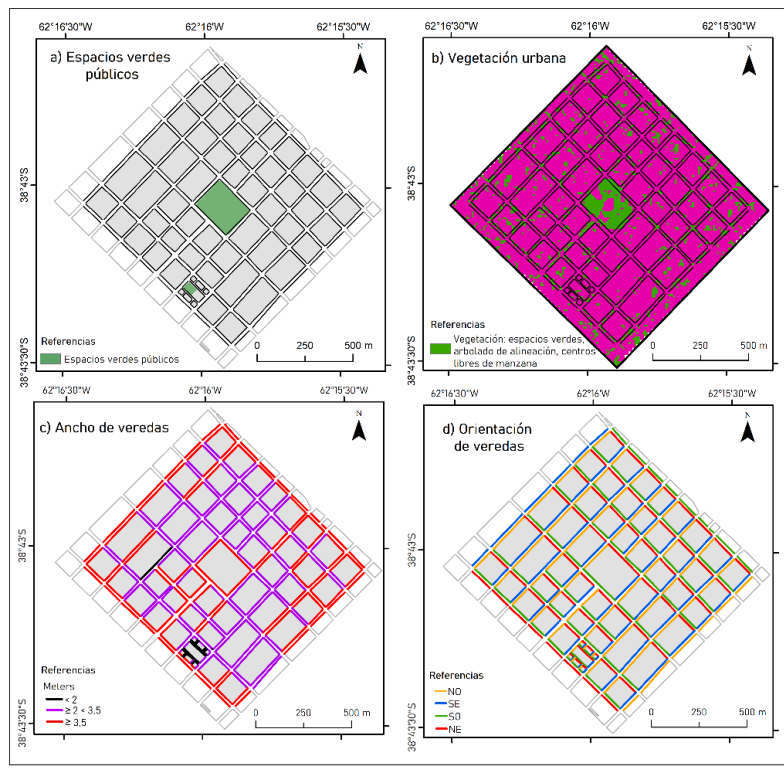 62°16'30"W
62°16'W
62°15'30"W
a) Espacios verdes
públicos
N
38°43'S
38°43'30"S
Referencias
Espacios verdes públicos
0
250
500 m
62°16'30"W
62°16'W
62°15'30"W
b) Vegetación urbana
N
38°43'S
38°43'30"S
Referencias
Vegetación: espacios verdes,
arbolado de alineación, centros
libres de manzana
0
250
500 m
62°16'30"W
62°16'W
62°15'30"W
c) Ancho de veredas
N
38°43'S
38°43'30"S
Referencias
Meters
< 2
≥ 2 < 3,5
≥ 3,5
0
250
500 m
62°16'30"W
62°16'W
62°15'30"W
d) Orientación
de veredas
N
38°43'S
38°43'30"S
Referencias
NO
SE
SO
NE
0
250
500 m